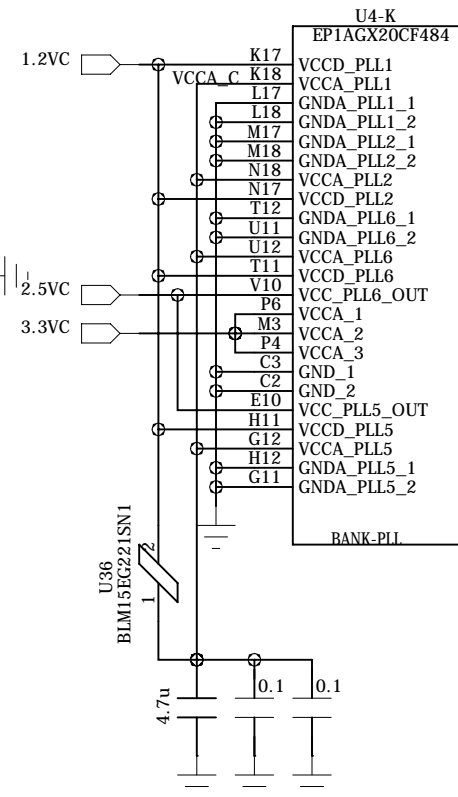 U4-K
EP1AGX20CF484
1.2VC
K17 VCCD_PLL1
VCCA_C K18 VCCA_PLL1
L17 GNDA_PLL1_1
L18 GNDA_PLL1_2
M17 GNDA_PLL2_1
M18 GNDA_PLL2_2
N18 VCCA_PLL2
N17 VCCD_PLL2
T12 GNDA_PLL6_1
U11 GNDA_PLL6_2
U12 VCCA_PLL6
T11 VCCD_PLL6
2.5VC V10 VCC_PLL6_OUT
P6 VCCA_1
3.3VC M3 VCCA_2
P4 VCCA_3
C3 GND_1
C2 GND_2
E10 VCC_PLL5_OUT
H11 VCCD_PLL5
G12 VCCA_PLL5
H12 GNDA_PLL5_1
G11 GNDA_PLL5_2
BANK-PLL
U36
BLM15EG221SN1
2
1
4.7u
0.1
0.1